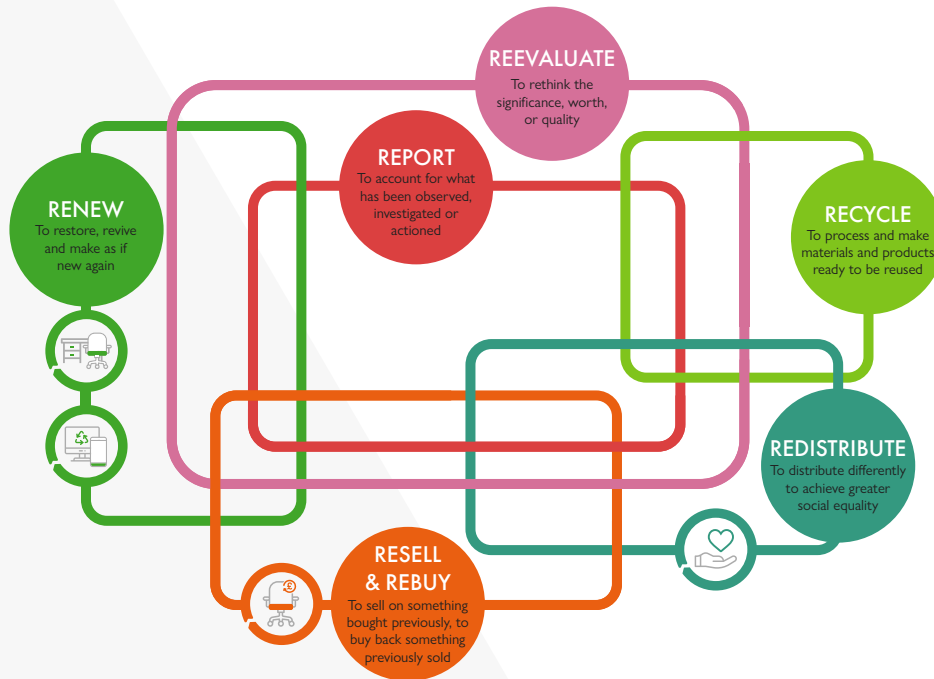 REEVALUATE
To rethink the
significance, worth,
or quality
REPORT
To account for what
has been observed,
investigated or
actioned
RENEW
To restore, revive
and make as if
new again
RECYCLE
To process and make
materials and products
ready to be reused
REDISTRIBUTE
To distribute differently
to achieve greater
social equality
RESELL
& REBUY
To sell on something
bought previously, to
buy back something
previously sold
£